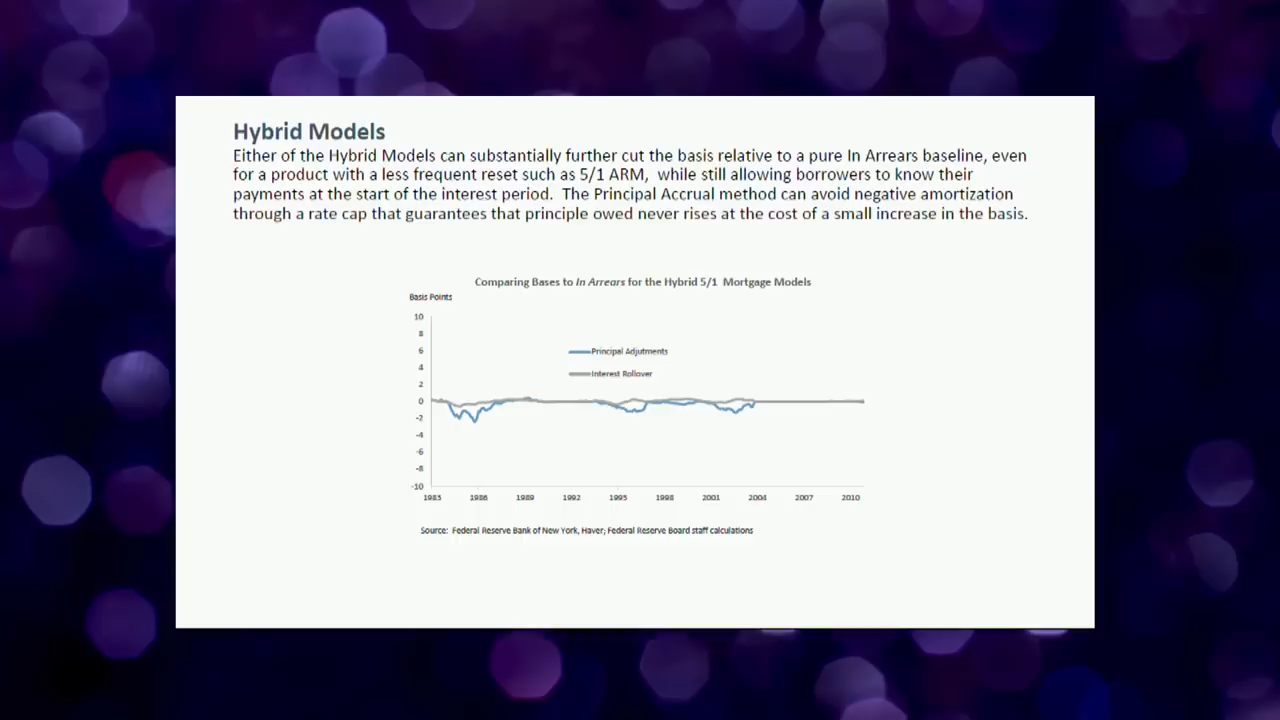 Hybrid Models
Either of the Hybrid Models can substantially further cut the basis relative to a pure In Arrears baseline, even
for a product with a less frequent reset such as 5/1 ARM, while still allowing borrowers to know their
payments at the start of the interest period. The Principal Accrual method can avoid negative amortization
through a rate cap that guarantees that principle owed never rises at the cost of a small increase in the basis.
Comparing Bases to In Arrears for the Hybrid 5/1 Mortgage Models
Basis Points
10
8
6
4
2
0
-2
-4
-6
-8
-10
Principal Adjutments
Interest Rollover
1983 1986 1989 1992 1995 1998 2001 2004 2007 2010
Source: Federal Reserve Bank of New York, Haver; Federal Reserve Board staff calculations